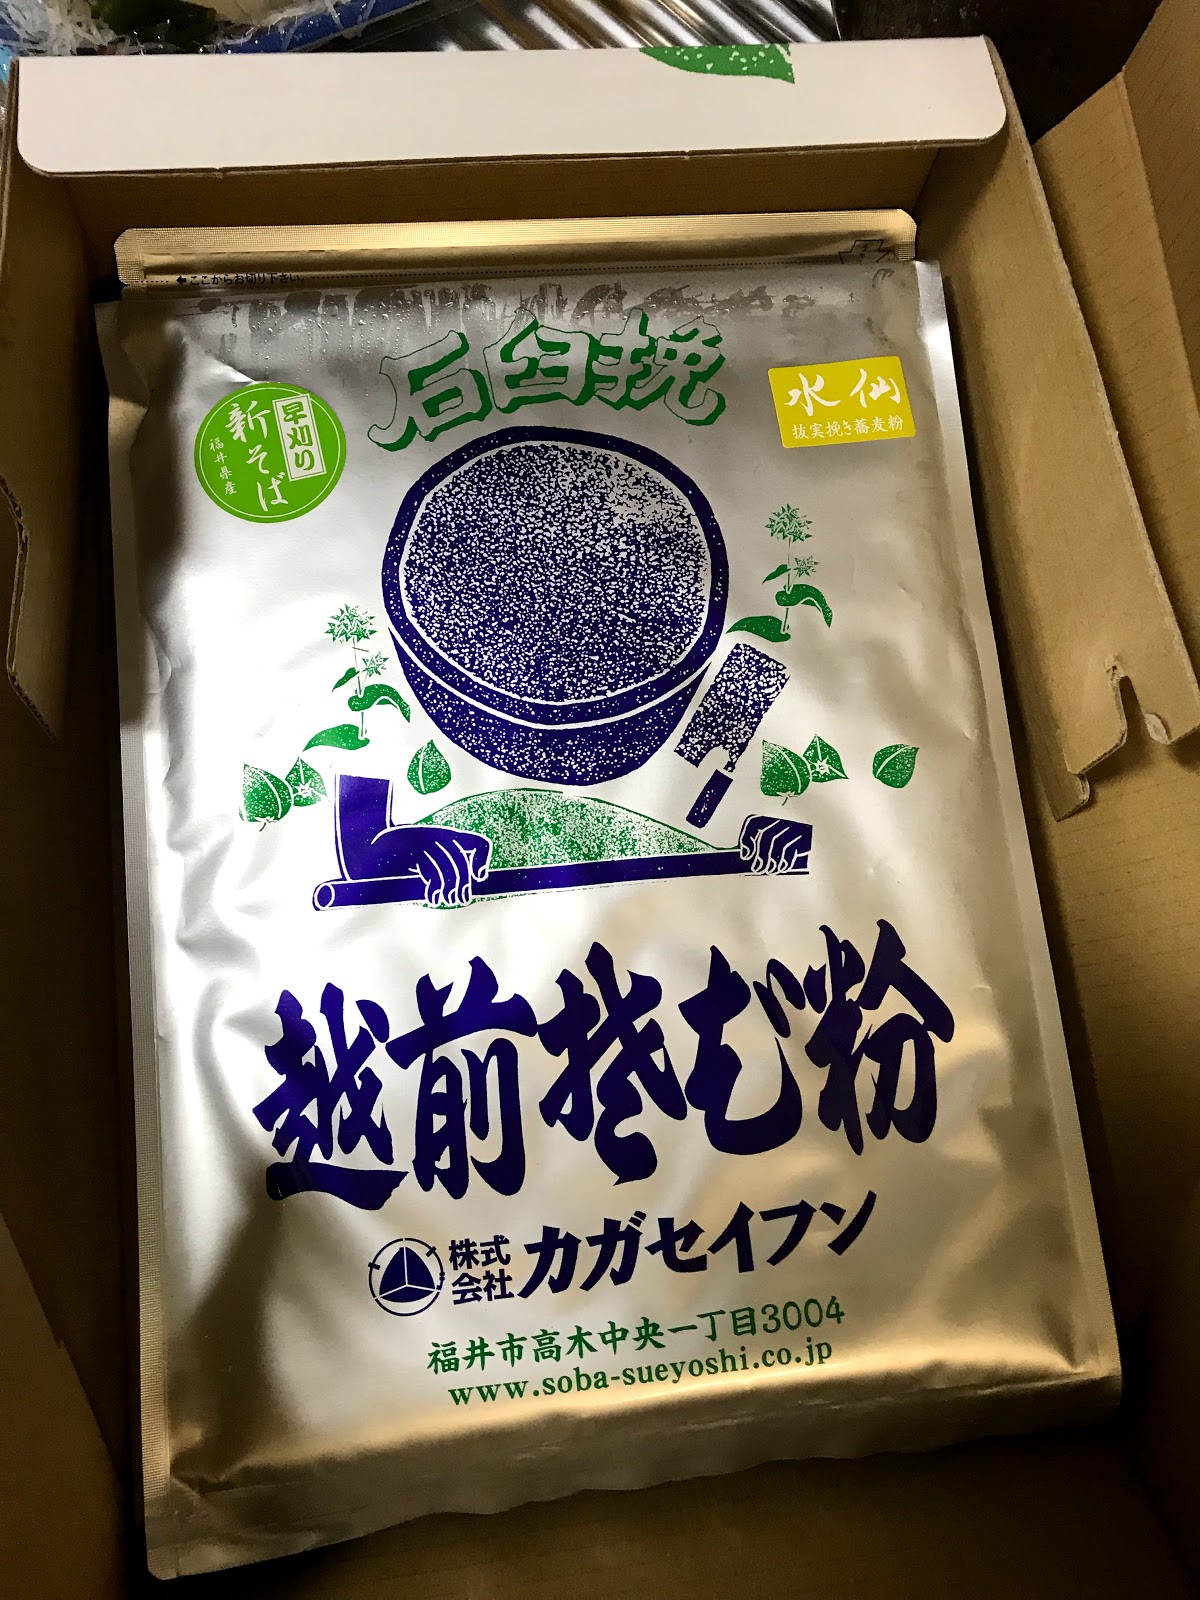 ←ここからお切り下さい。
石臼挽
早刈り
新そば
福井県産
水仙
抜実挽き蕎麦粉
越前そば粉
株式会社 カガセイフン
福井市高木中央一丁目3004
www.soba-sueyoshi.co.jp